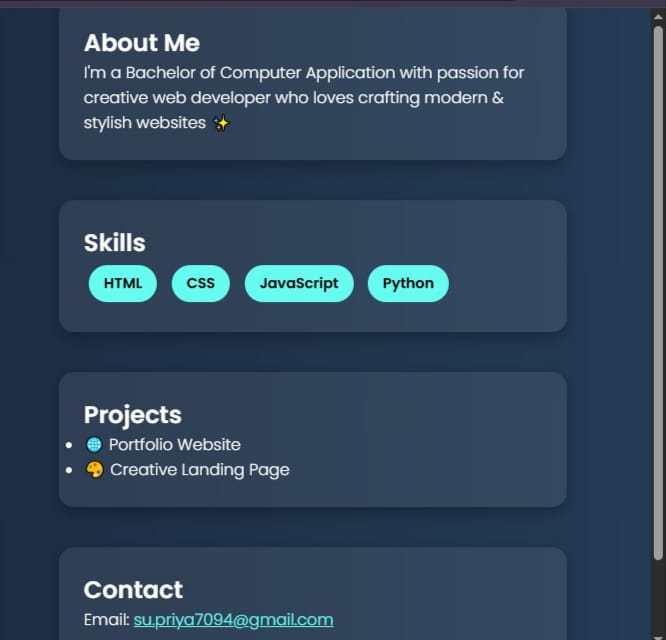 About Me
I'm a Bachelor of Computer Application with passion for
creative web developer who loves crafting modern &
stylish websites ✨
Skills
HTML CSS JavaScript Python
Projects
• 🌐 Portfolio Website
• 🎨 Creative Landing Page
Contact
Email: su.priya7094@gmail.com